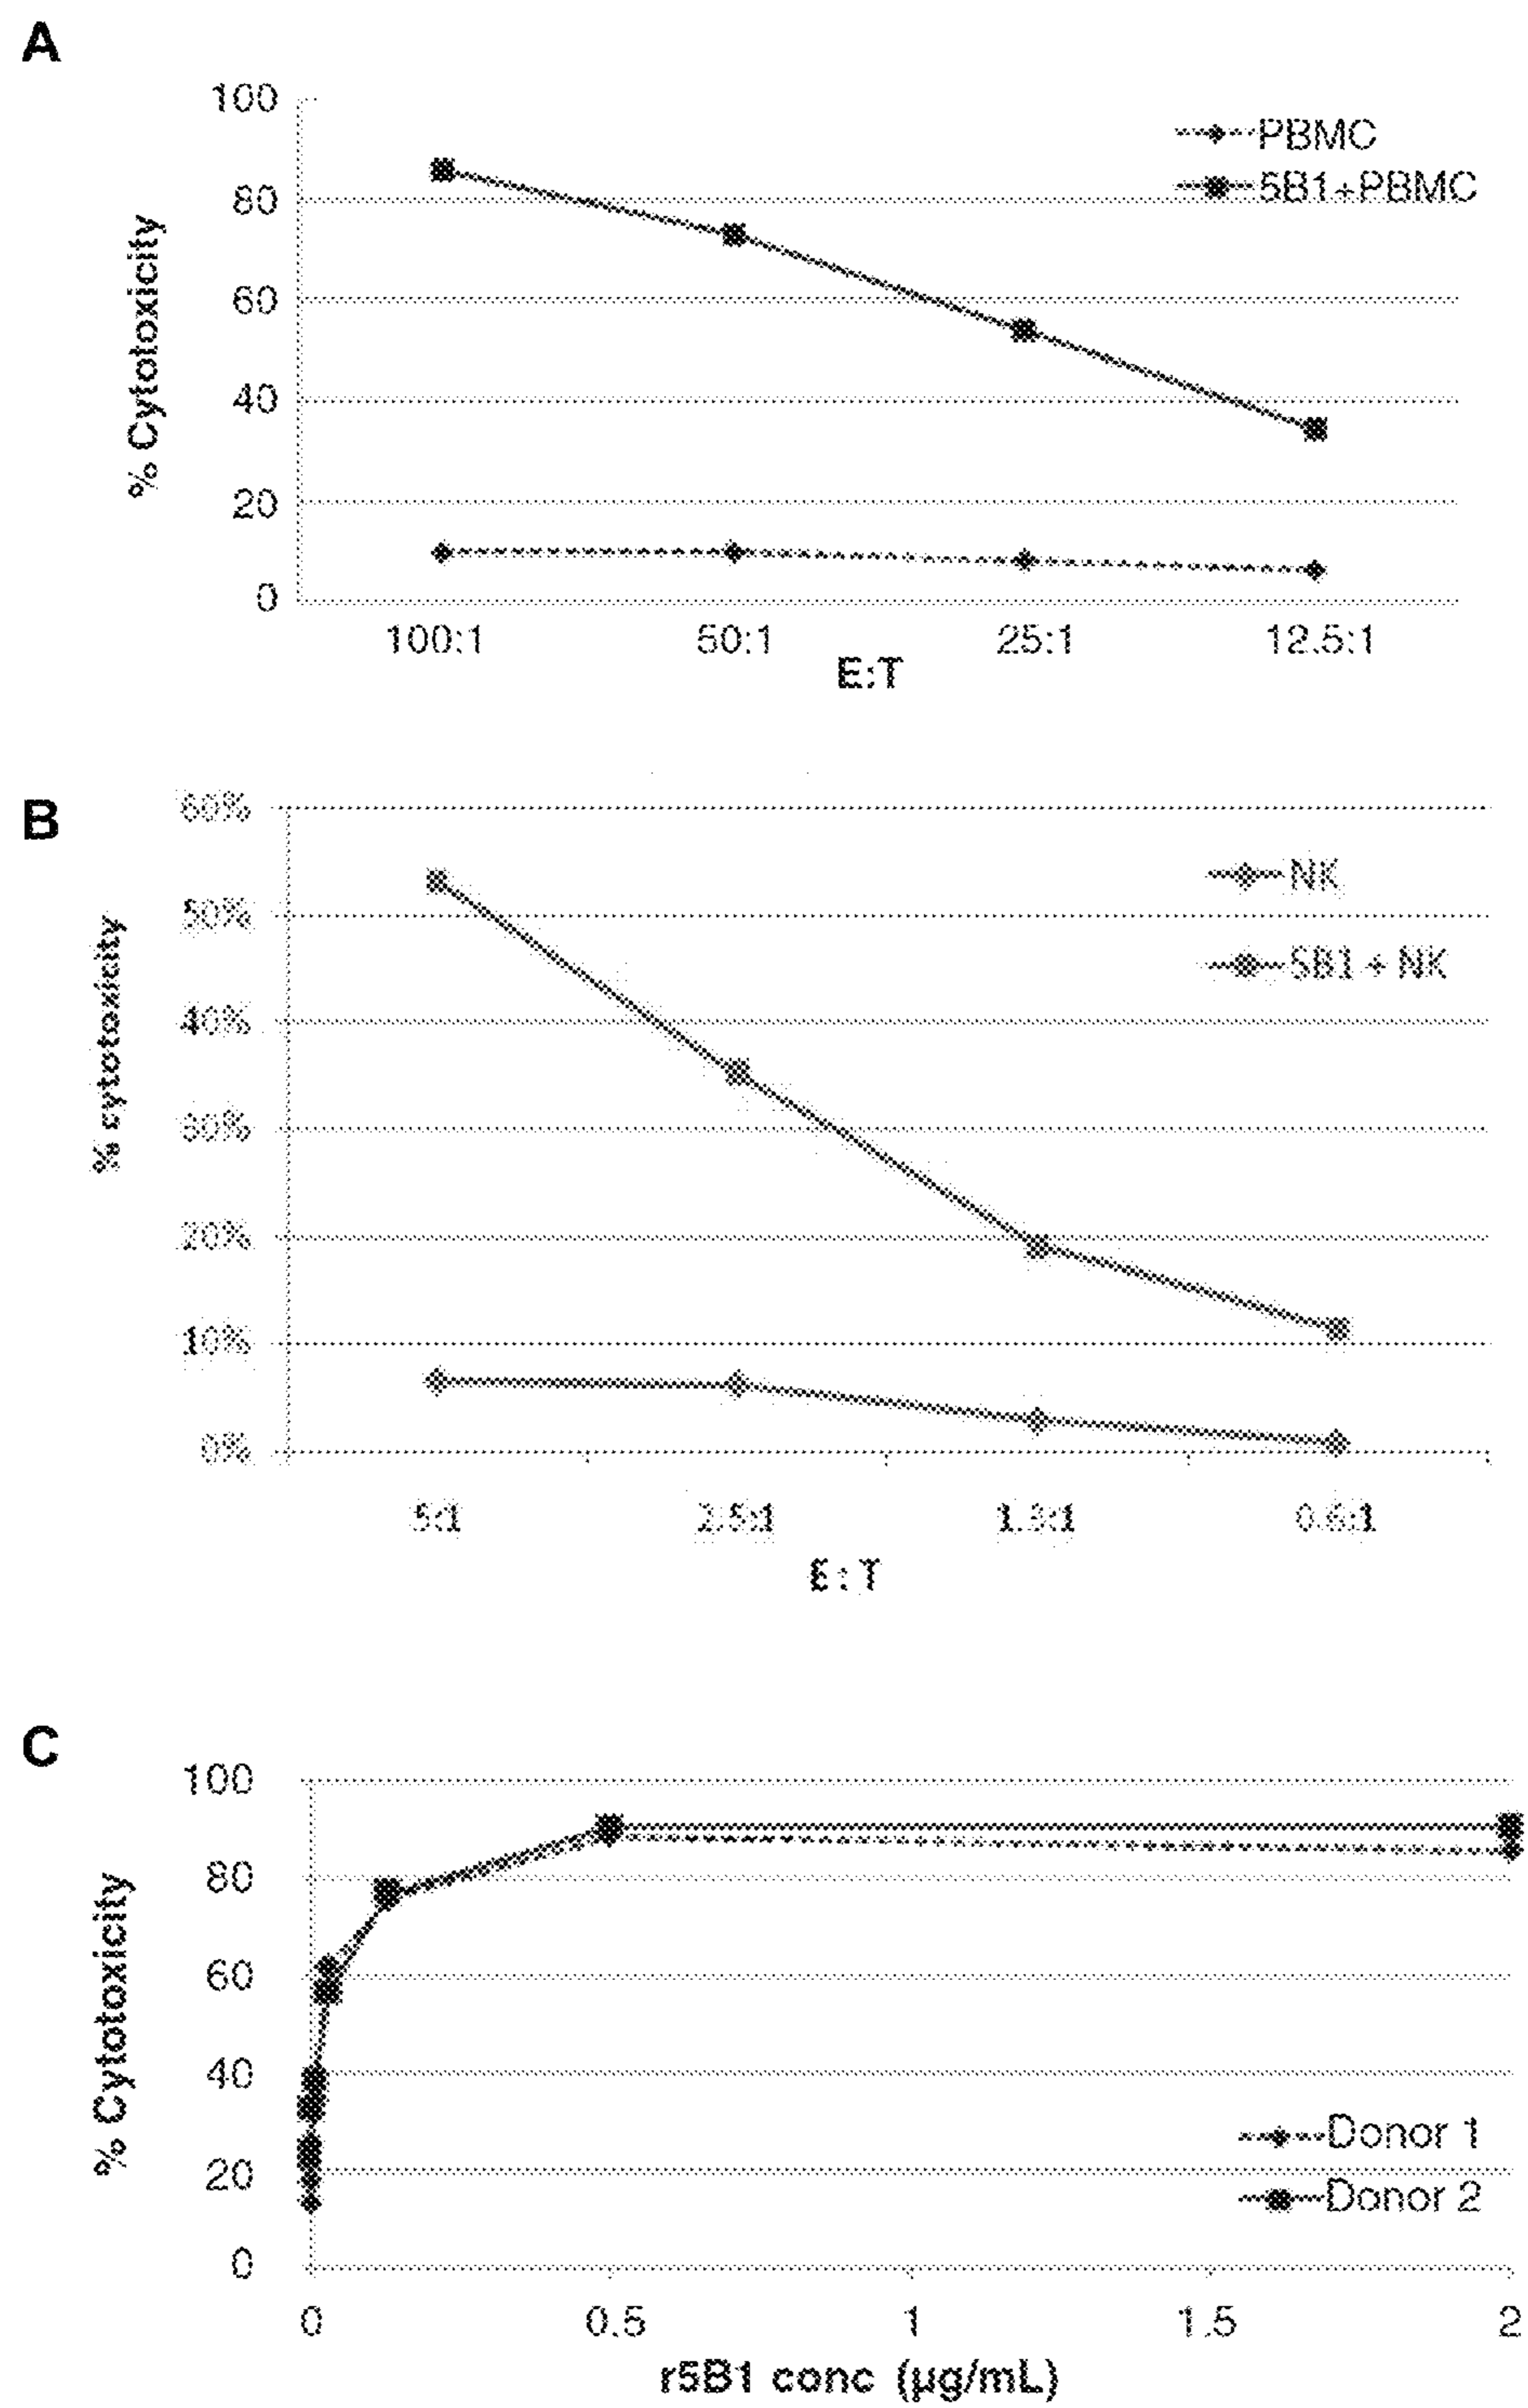 A
100
80
60
40
20
0
% Cytotoxicity
PBMC
5B1+PBMC
100:1 50:1 25:1 12.5:1
E:T
B
60%
50%
40%
30%
20%
10%
0%
% cytotoxicity
NK
5B1 + NK
5:1 2.5:1 1.3:1 0.6:1
E : T
C
100
80
60
40
20
0
% Cytotoxicity
Donor 1
Donor 2
0 0.5 1 1.5 2
r5B1 conc (µg/mL)